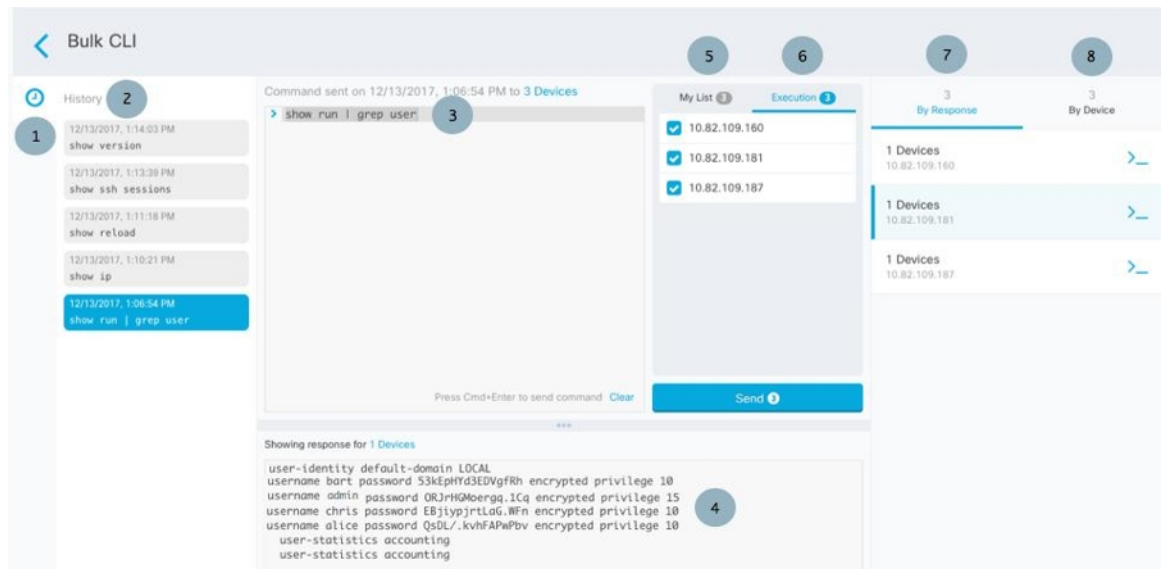 Bulk CLI
5
6
7
8
History
2
1
12/13/2017, 1:14:03 PM
show version
12/13/2017, 1:13:39 PM
show ssh sessions
12/13/2017, 1:11:18 PM
show reload
12/13/2017, 1:10:21 PM
show ip
12/13/2017, 1:06:54 PM
show run | grep user
Command sent on 12/13/2017, 1:06:54 PM to 3 Devices
> show run | grep user
3
Press Cmd+Enter to send command Clear
My List 3
Execution 3
10.82.109.160
10.82.109.181
10.82.109.187
Send 3
3
By Response
3
By Device
1 Devices
10.82.109.160
>_
1 Devices
10.82.109.181
>_
1 Devices
10.82.109.187
>_
Showing response for 1 Devices
user-identity default-domain LOCAL
username bart password 53kEpHYd3EDVgfRh encrypted privilege 10
username admin password ORJrHGMoergq.1Cq encrypted privilege 15
username chris password EBjiypjrtLaG.WFn encrypted privilege 10
username alice password QsDL/.kvhFAPwPbv encrypted privilege 10
user-statistics accounting
user-statistics accounting
4